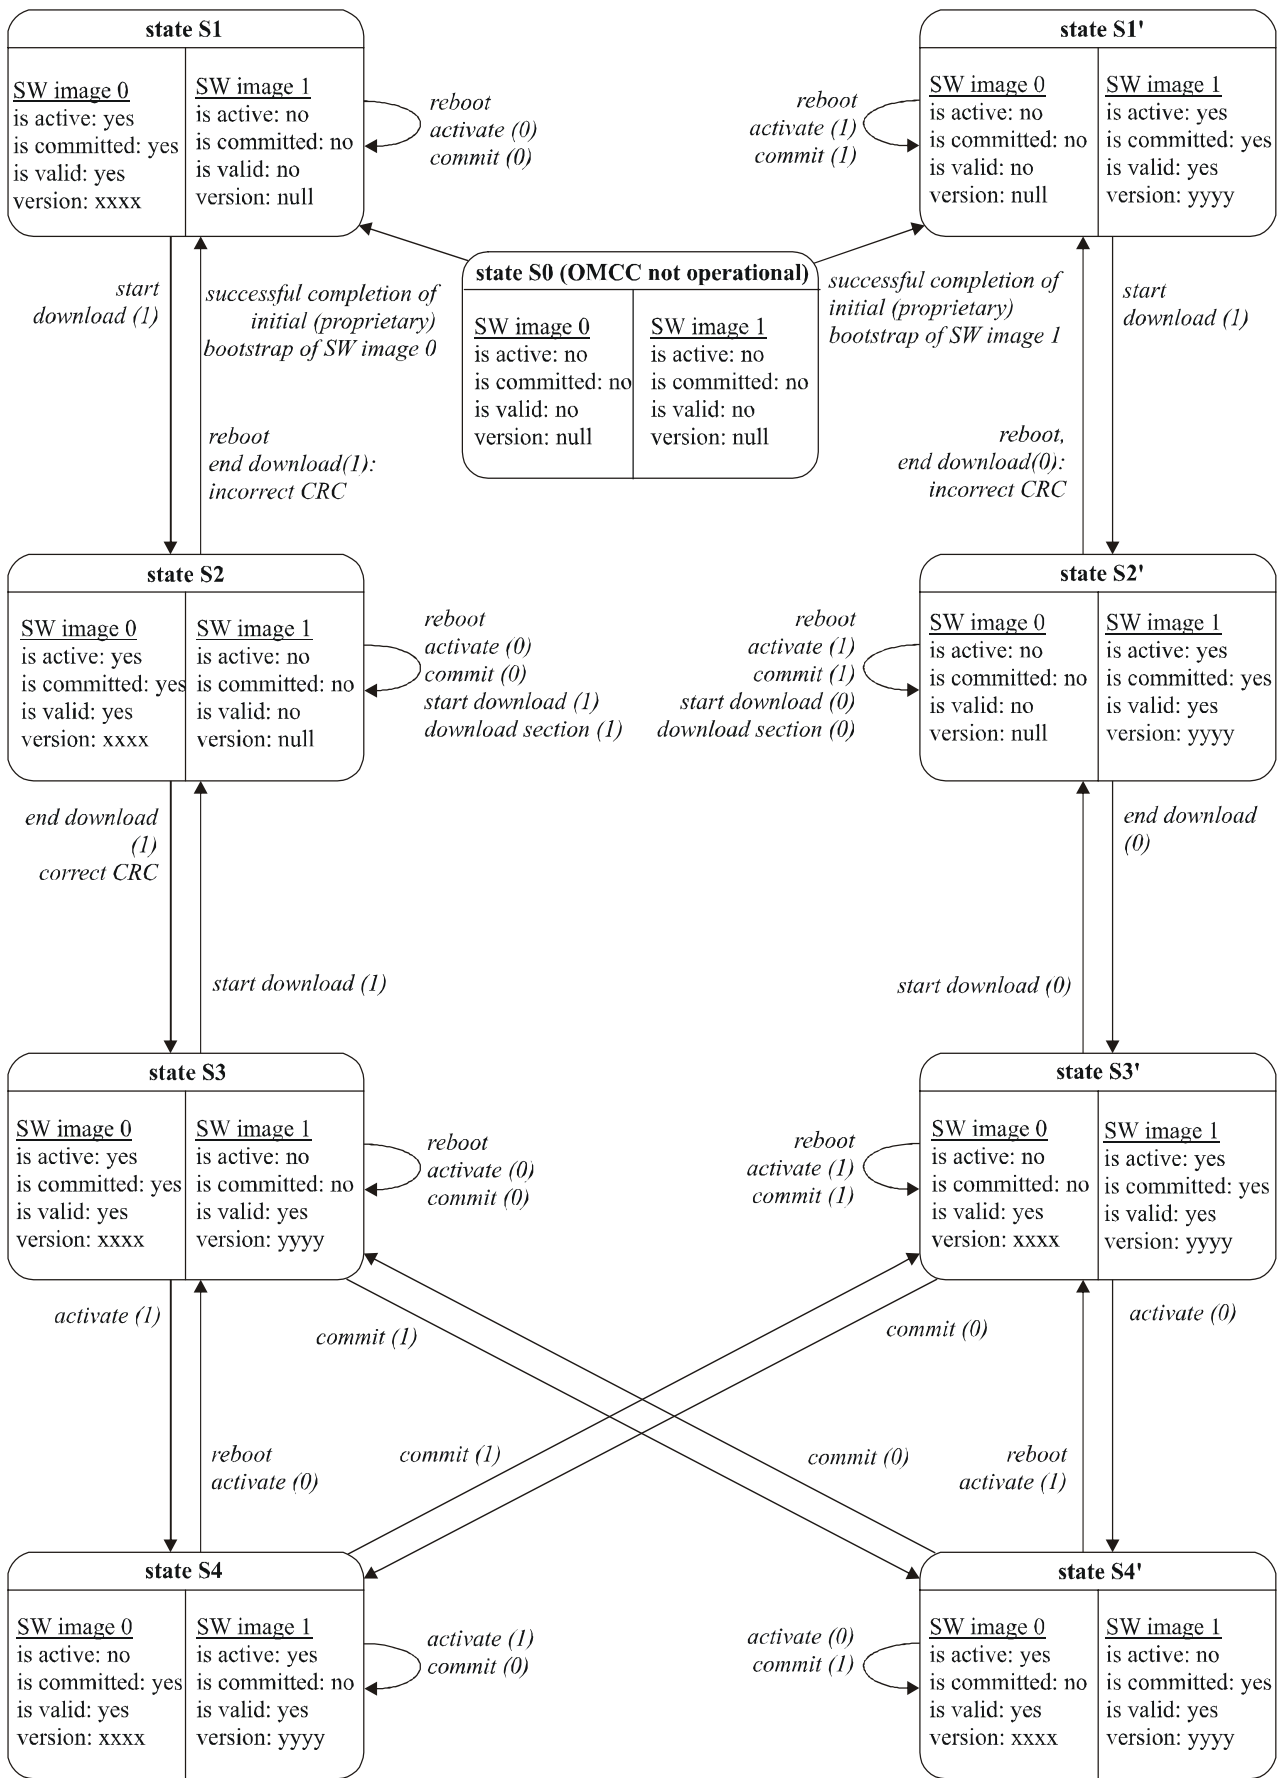 state S1
SW image 0
is active: yes
is committed: yes
is valid: yes
version: xxxx
SW image 1
is active: no
is committed: no
is valid: no
version: null
reboot
activate (0)
commit (0)
state S1'
reboot
activate (1)
commit (1)
SW image 0
is active: no
is committed: no
is valid: no
version: null
SW image 1
is active: yes
is committed: yes
is valid: yes
version: yyyy
state S0 (OMCC not operational)
SW image 0
is active: no
is committed: no
is valid: no
version: null
SW image 1
is active: no
is committed: no
is valid: no
version: null
start
download (1)
successful completion of
initial (proprietary)
bootstrap of SW image 0
successful completion of
initial (proprietary)
bootstrap of SW image 1
start
download (1)
reboot
end download(1):
incorrect CRC
reboot,
end download(0):
incorrect CRC
state S2
SW image 0
is active: yes
is committed: yes
is valid: yes
version: xxxx
SW image 1
is active: no
is committed: no
is valid: no
version: null
reboot
activate (0)
commit (0)
start download (1)
download section (1)
state S2'
reboot
activate (1)
commit (1)
start download (0)
download section (0)
SW image 0
is active: no
is committed: no
is valid: no
version: null
SW image 1
is active: yes
is committed: yes
is valid: yes
version: yyyy
end download
(1)
correct CRC
start download (1)
end download
(0)
start download (0)
state S3
SW image 0
is active: yes
is committed: yes
is valid: yes
version: xxxx
SW image 1
is active: no
is committed: no
is valid: yes
version: yyyy
reboot
activate (0)
commit (0)
state S3'
reboot
activate (1)
commit (1)
SW image 0
is active: no
is committed: no
is valid: yes
version: xxxx
SW image 1
is active: yes
is committed: yes
is valid: yes
version: yyyy
activate (1)
commit (1)
commit (0)
activate (0)
reboot
activate (0)
commit (1)
commit (0)
reboot
activate (1)
state S4
SW image 0
is active: no
is committed: yes
is valid: yes
version: xxxx
SW image 1
is active: yes
is committed: no
is valid: yes
version: yyyy
activate (1)
commit (0)
state S4'
activate (0)
commit (1)
SW image 0
is active: yes
is committed: no
is valid: yes
version: xxxx
SW image 1
is active: no
is committed: yes
is valid: yes
version: yyyy